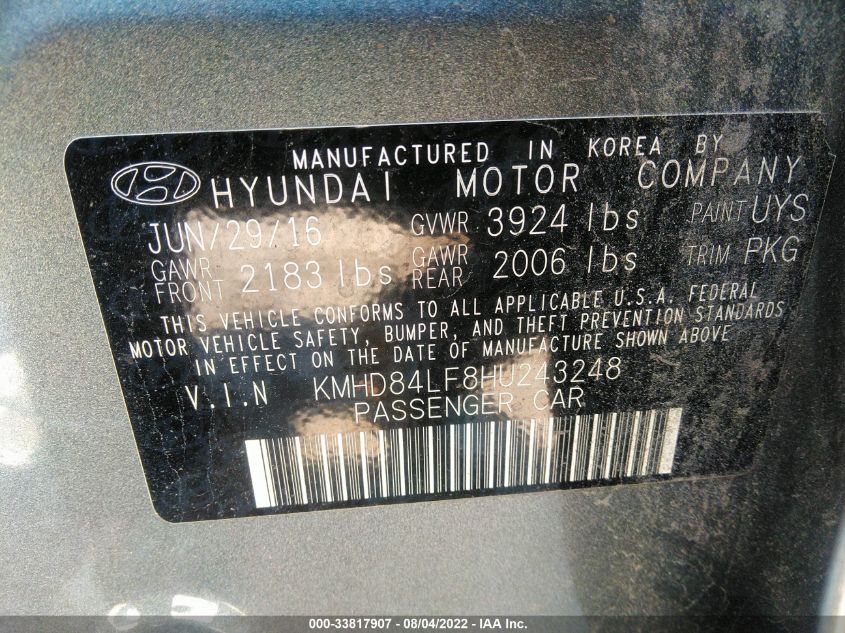 MANUFACTURED IN KOREA BY
HYUNDAI MOTOR COMPANY
JUN/29/16 GVWR 3924 lbs PAINT UYS
GAWR FRONT 2183 lbs GAWR REAR 2006 lbs TRIM PKG
THIS VEHICLE CONFORMS TO ALL APPLICABLE U.S.A. FEDERAL
MOTOR VEHICLE SAFETY, BUMPER, AND THEFT PREVENTION STANDARDS
IN EFFECT ON THE DATE OF MANUFACTURE SHOWN ABOVE
V.I.N KMHD84LF8HU243248
PASSENGER CAR
000-33817907 - 08/04/2022 - IAA Inc.